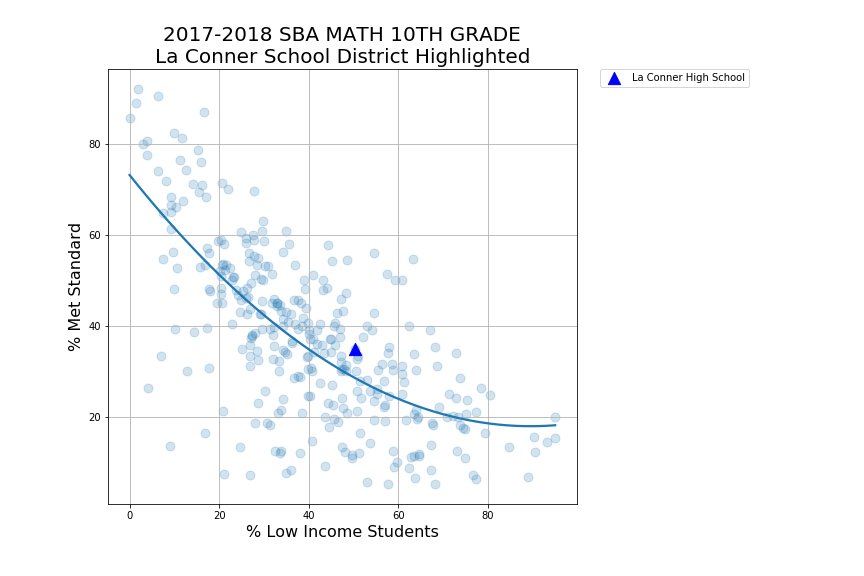 2017-2018 SBA MATH 10TH GRADE
La Conner School District Highlighted
La Conner High School
% Met Standard
80
60
40
20
0
20
40
60
80
% Low Income Students